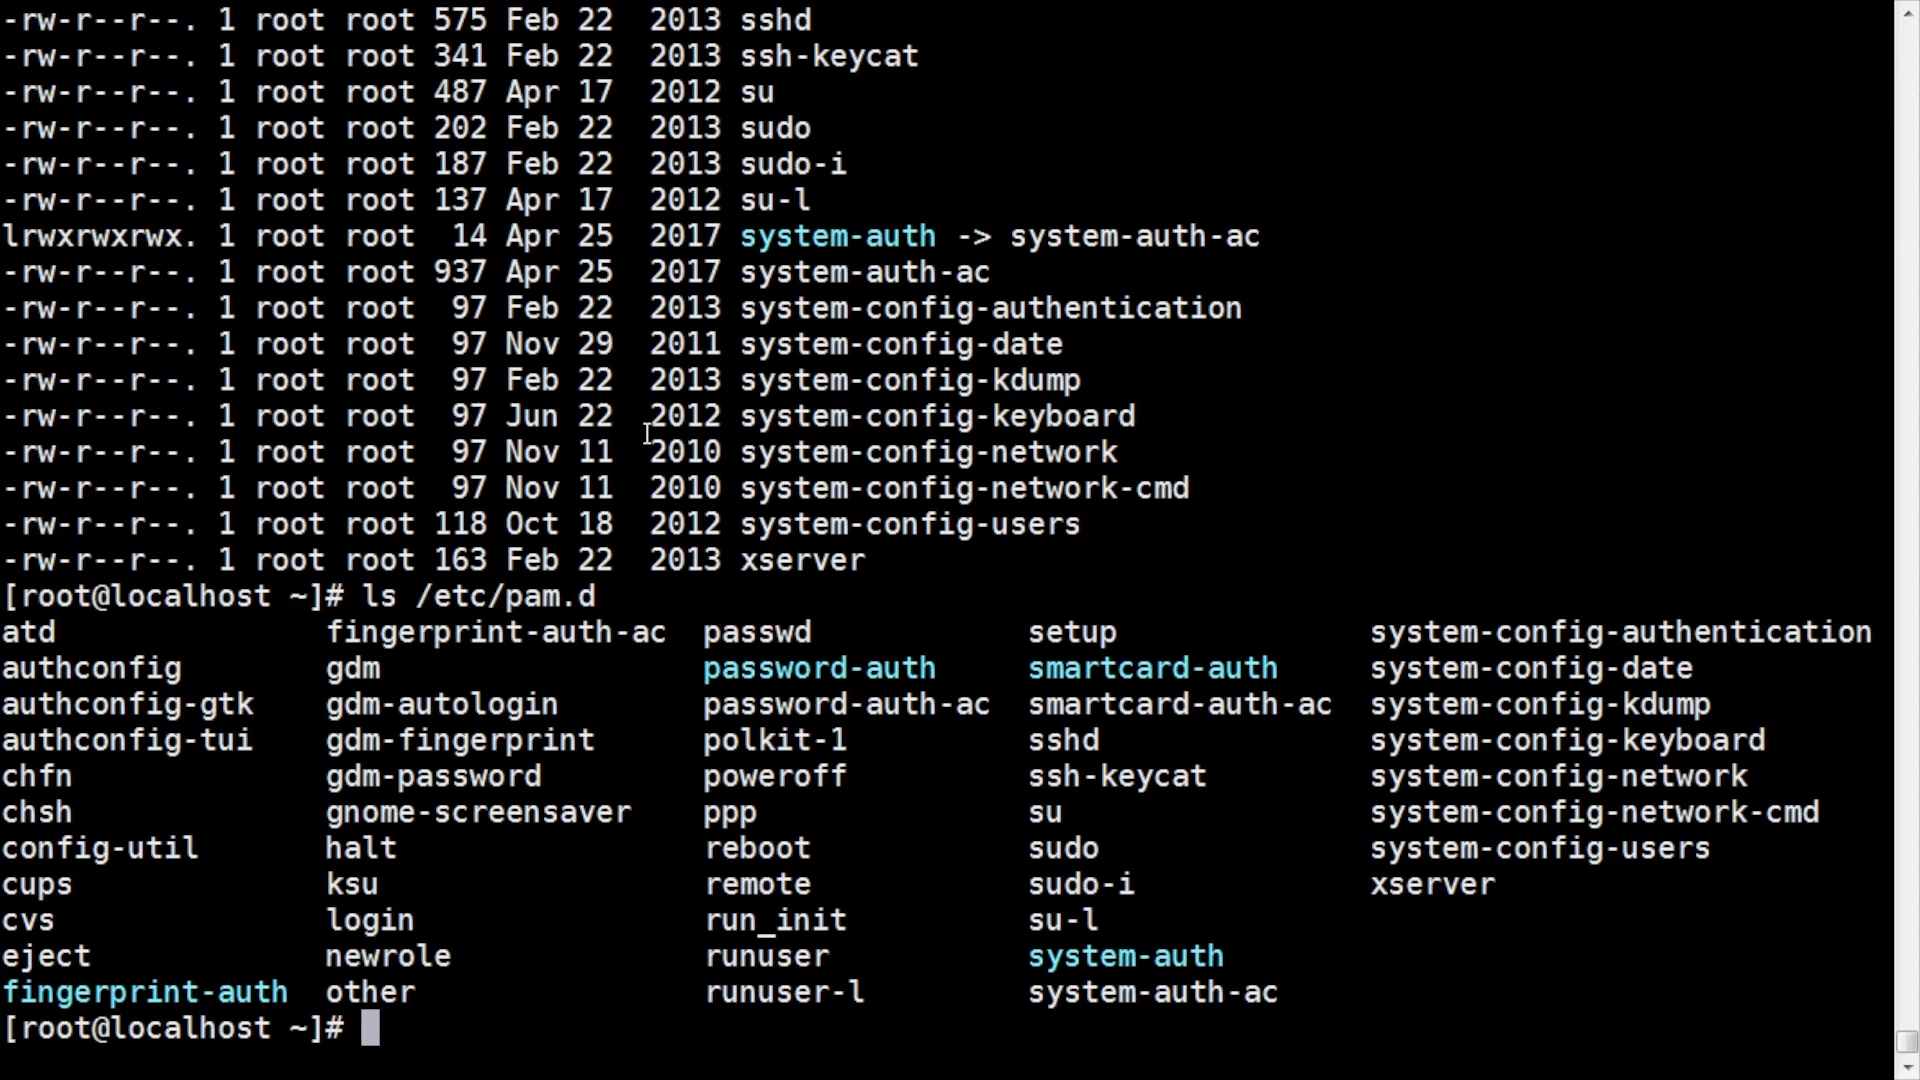 -rw-r--r--. 1 root root 575 Feb 22  2013 sshd
-rw-r--r--. 1 root root 341 Feb 22  2013 ssh-keycat
-rw-r--r--. 1 root root 487 Apr 17  2012 su
-rw-r--r--. 1 root root 202 Feb 22  2013 sudo
-rw-r--r--. 1 root root 187 Feb 22  2013 sudo-i
-rw-r--r--. 1 root root 137 Apr 17  2012 su-l
lrwxrwxrwx. 1 root root  14 Apr 25  2017 system-auth -> system-auth-ac
-rw-r--r--. 1 root root 937 Apr 25  2017 system-auth-ac
-rw-r--r--. 1 root root  97 Feb 22  2013 system-config-authentication
-rw-r--r--. 1 root root  97 Nov 29  2011 system-config-date
-rw-r--r--. 1 root root  97 Feb 22  2013 system-config-kdump
-rw-r--r--. 1 root root  97 Jun 22  2012 system-config-keyboard
-rw-r--r--. 1 root root  97 Nov 11  2010 system-config-network
-rw-r--r--. 1 root root  97 Nov 11  2010 system-config-network-cmd
-rw-r--r--. 1 root root 118 Oct 18  2012 system-config-users
-rw-r--r--. 1 root root 163 Feb 22  2013 xserver
[root@localhost ~]# ls /etc/pam.d
atd               fingerprint-auth-ac  passwd            setup              system-config-authentication
authconfig        gdm                  password-auth     smartcard-auth     system-config-date
authconfig-gtk    gdm-autologin        password-auth-ac  smartcard-auth-ac  system-config-kdump
authconfig-tui    gdm-fingerprint      polkit-1          sshd               system-config-keyboard
chfn              gdm-password         poweroff          ssh-keycat         system-config-network
chsh              gnome-screensaver    ppp               su                 system-config-network-cmd
config-util       halt                 reboot            sudo               system-config-users
cups              ksu                  remote            sudo-i             xserver
cvs               login                run_init          su-l
eject             newrole              runuser           system-auth
fingerprint-auth  other                runuser-l         system-auth-ac
[root@localhost ~]#